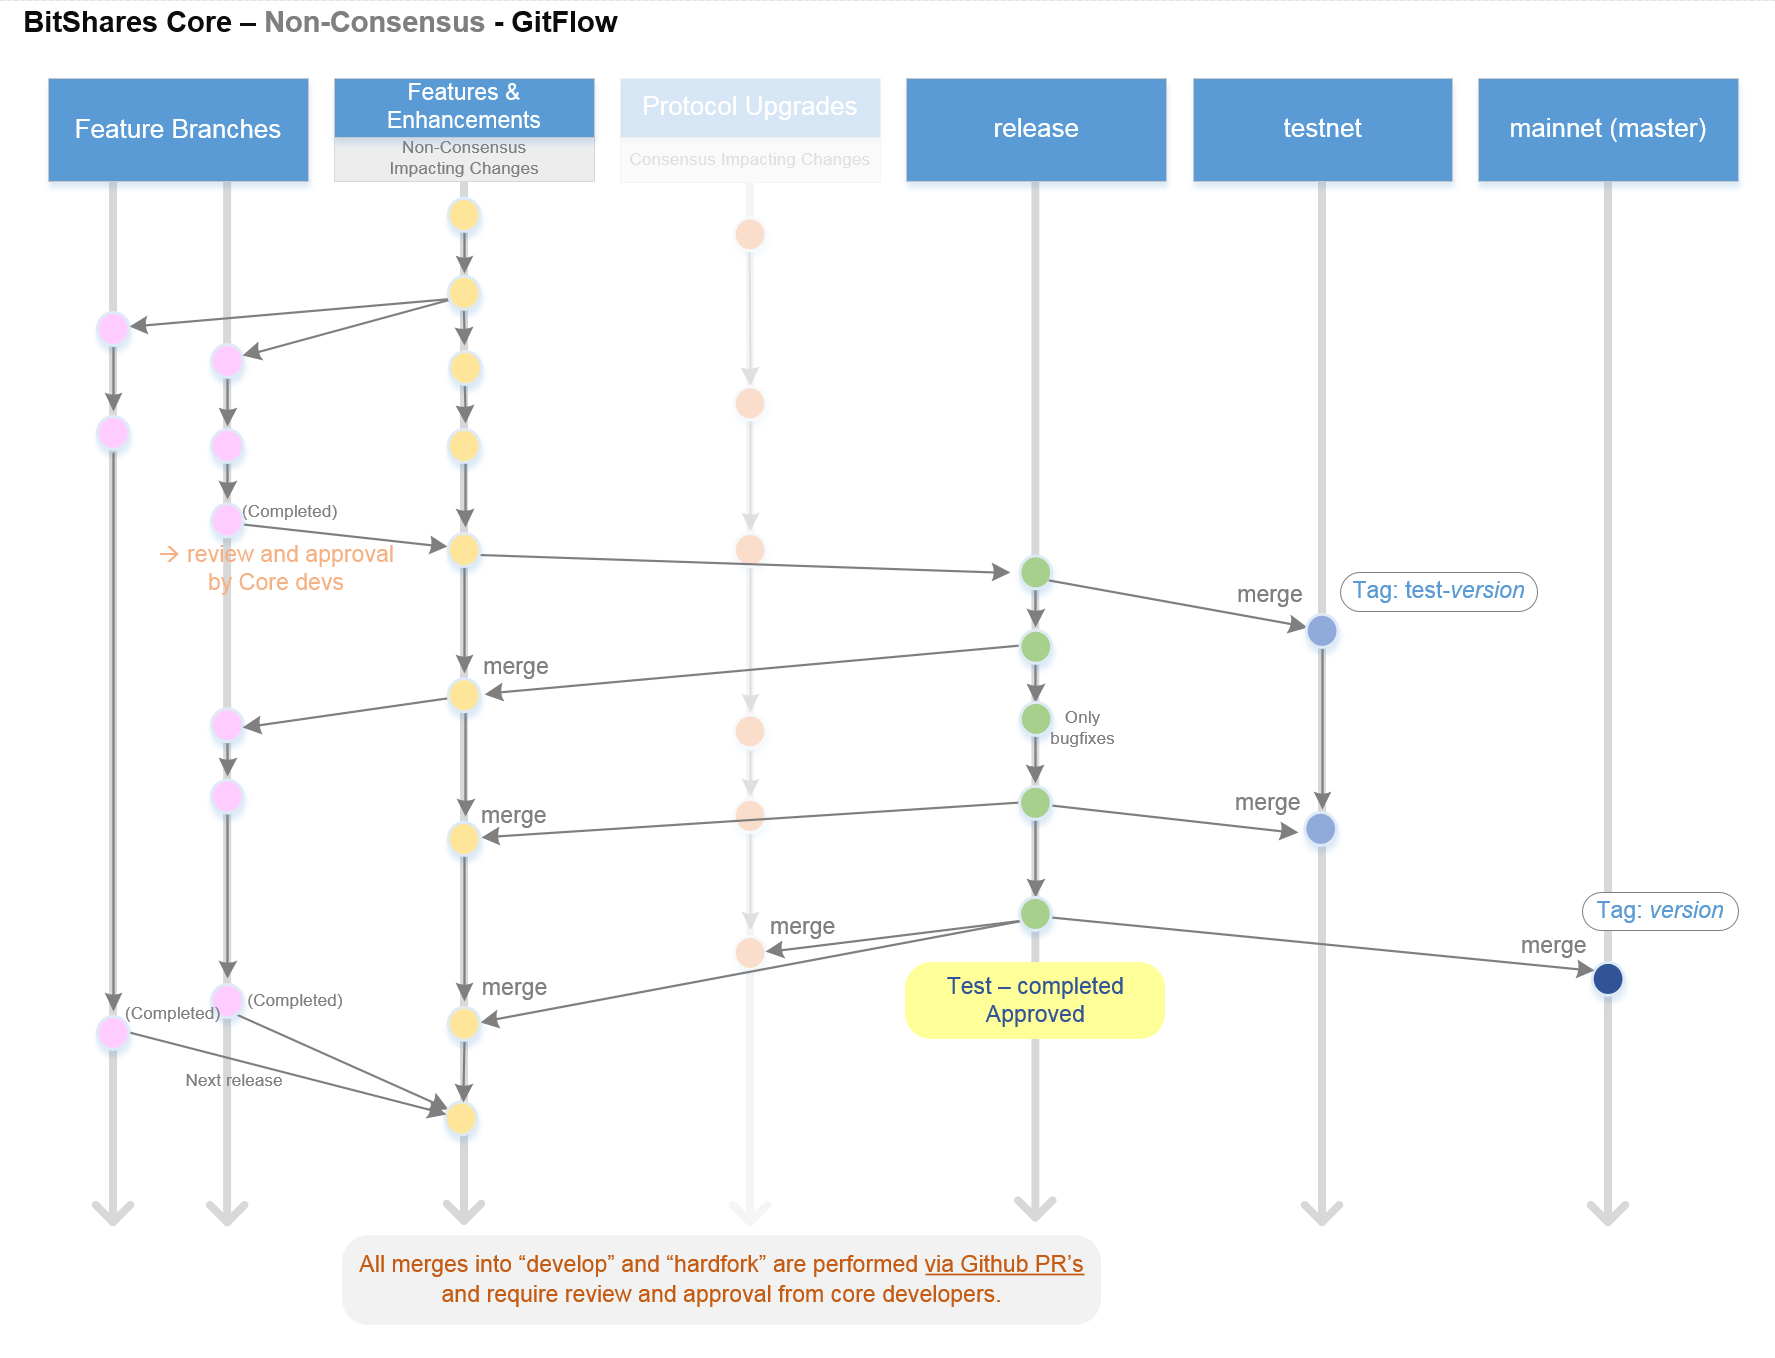 BitShares Core – Non-Consensus - GitFlow
Feature Branches
Features &
Enhancements
Non-Consensus
Impacting Changes
Protocol Upgrades
Consensus Impacting Changes
release
testnet
mainnet (master)
(Completed)
→ review and approval
by Core devs
merge
Tag: test-version
merge
Only
bugfixes
merge
merge
Tag: version
merge
merge
merge
Test – completed
Approved
(Completed)
(Completed)
Next release
All merges into “develop” and “hardfork” are performed via Github PR’s
and require review and approval from core developers.